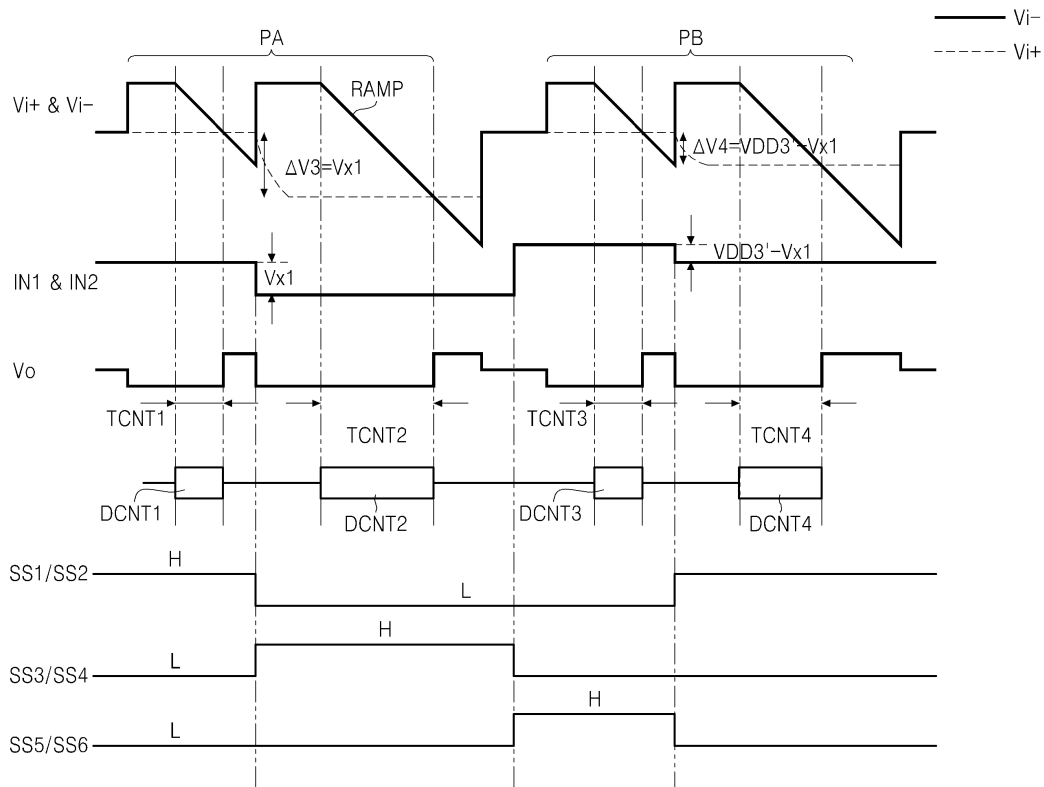 Vi-
Vi+
PA
PB
Vi+ & Vi-
RAMP
ΔV3=Vx1
ΔV4=VDD3'-Vx1
IN1 & IN2
Vx1
VDD3'-Vx1
Vo
TCNT1
TCNT2
TCNT3
TCNT4
DCNT1
DCNT2
DCNT3
DCNT4
SS1/SS2
H
L
SS3/SS4
L
H
SS5/SS6
L
H